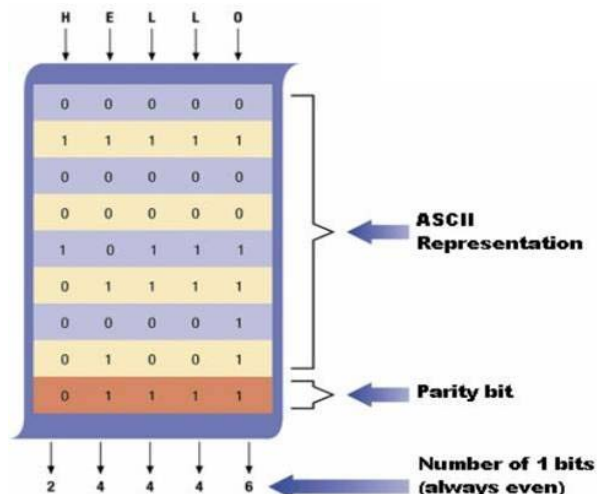 H E L L O
0 0 0 0 0
1 1 1 1 1
0 0 0 0 0
0 0 0 0 0
1 0 1 1 1
0 1 1 1 1
0 0 0 0 1
0 1 0 0 1
0 1 1 1 1
ASCII
Representation
Parity bit
2 4 4 4 6
Number of 1 bits
(always even)